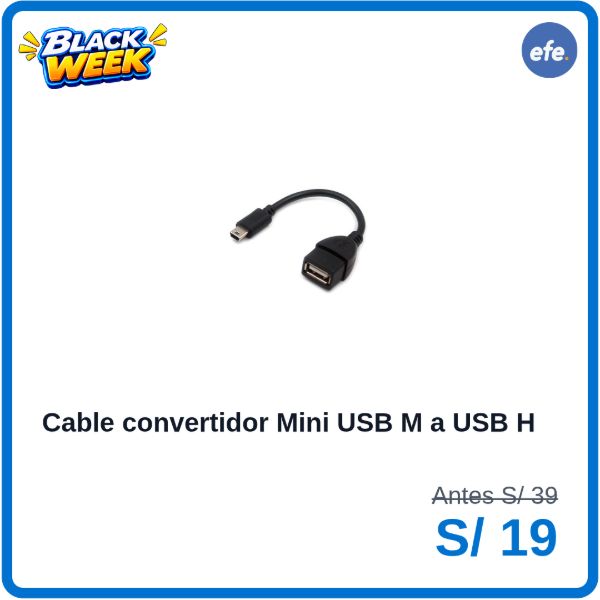 BLACK
WEEK
efe.
Cable convertidor Mini USB M a USB H
Antes S/ 39
S/ 19